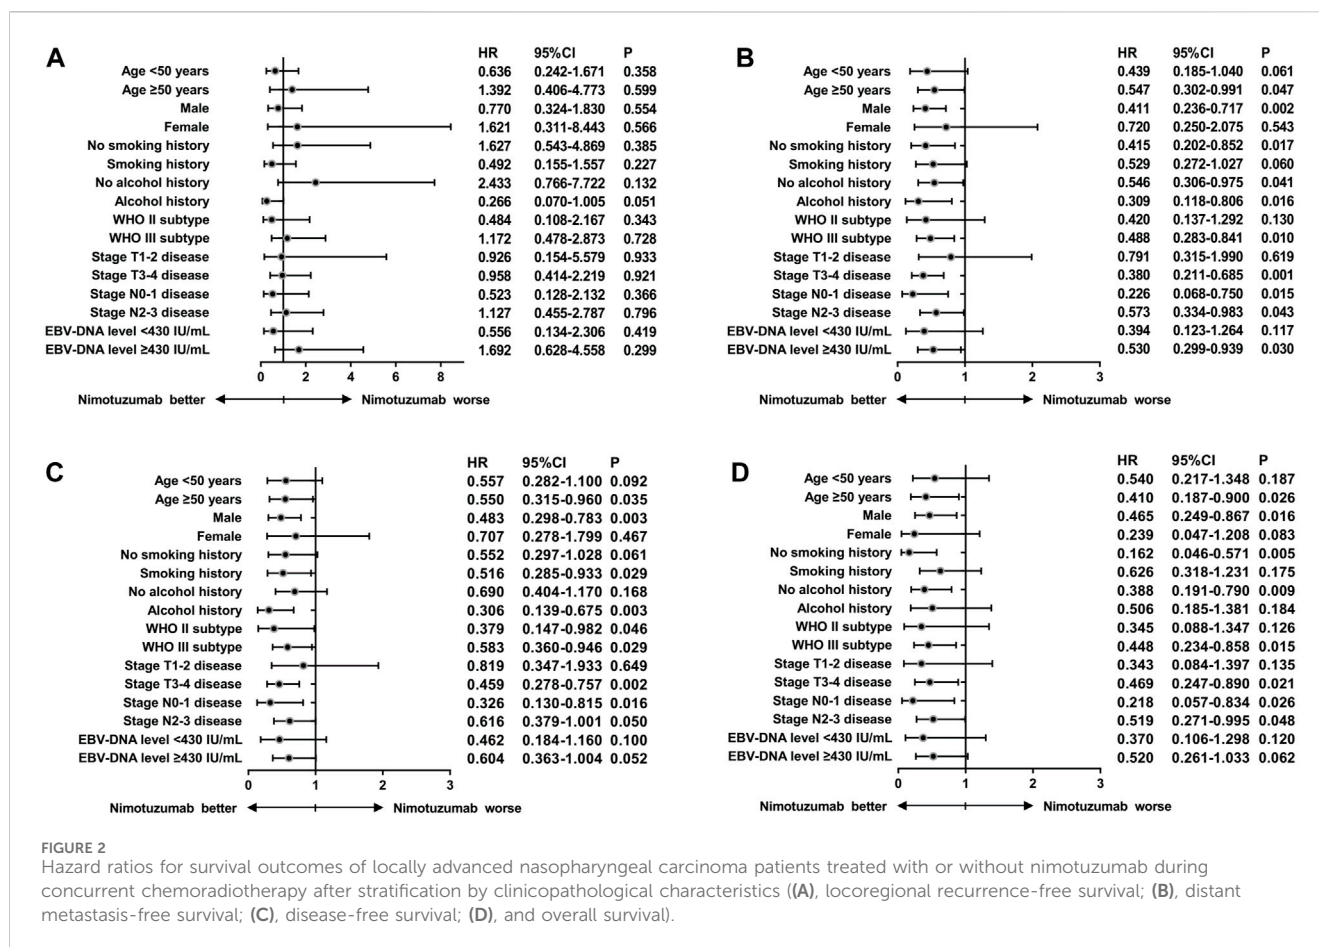 A
HR 95%CI P
Age <50 years 0.636 0.242-1.671 0.358
Age ≥50 years 1.392 0.406-4.773 0.599
Male 0.770 0.324-1.830 0.554
Female 1.621 0.311-8.443 0.566
No smoking history 1.627 0.543-4.869 0.385
Smoking history 0.492 0.155-1.557 0.227
No alcohol history 2.433 0.766-7.722 0.132
Alcohol history 0.266 0.070-1.005 0.051
WHO II subtype 0.484 0.108-2.167 0.343
WHO III subtype 1.172 0.478-2.873 0.728
Stage T1-2 disease 0.926 0.154-5.579 0.933
Stage T3-4 disease 0.958 0.414-2.219 0.921
Stage N0-1 disease 0.523 0.128-2.132 0.366
Stage N2-3 disease 1.127 0.455-2.787 0.796
EBV-DNA level <430 IU/mL 0.556 0.134-2.306 0.419
EBV-DNA level ≥430 IU/mL 1.692 0.628-4.558 0.299
0 2 4 6 8
Nimotuzumab better Nimotuzumab worse
B
HR 95%CI P
Age <50 years 0.439 0.185-1.040 0.061
Age ≥50 years 0.547 0.302-0.991 0.047
Male 0.411 0.236-0.717 0.002
Female 0.720 0.250-2.075 0.543
No smoking history 0.415 0.202-0.852 0.017
Smoking history 0.529 0.272-1.027 0.060
No alcohol history 0.546 0.306-0.975 0.041
Alcohol history 0.309 0.118-0.806 0.016
WHO II subtype 0.420 0.137-1.292 0.130
WHO III subtype 0.488 0.283-0.841 0.010
Stage T1-2 disease 0.791 0.315-1.990 0.619
Stage T3-4 disease 0.380 0.211-0.685 0.001
Stage N0-1 disease 0.226 0.068-0.750 0.015
Stage N2-3 disease 0.573 0.334-0.983 0.043
EBV-DNA level <430 IU/mL 0.394 0.123-1.264 0.117
EBV-DNA level ≥430 IU/mL 0.530 0.299-0.939 0.030
0 1 2 3
Nimotuzumab better Nimotuzumab worse
C
HR 95%CI P
Age <50 years 0.557 0.282-1.100 0.092
Age ≥50 years 0.550 0.315-0.960 0.035
Male 0.483 0.298-0.783 0.003
Female 0.707 0.278-1.799 0.467
No smoking history 0.552 0.297-1.028 0.061
Smoking history 0.516 0.285-0.933 0.029
No alcohol history 0.690 0.404-1.170 0.168
Alcohol history 0.306 0.139-0.675 0.003
WHO II subtype 0.379 0.147-0.982 0.046
WHO III subtype 0.583 0.360-0.946 0.029
Stage T1-2 disease 0.819 0.347-1.933 0.649
Stage T3-4 disease 0.459 0.278-0.757 0.002
Stage N0-1 disease 0.326 0.130-0.815 0.016
Stage N2-3 disease 0.616 0.379-1.001 0.050
EBV-DNA level <430 IU/mL 0.462 0.184-1.160 0.100
EBV-DNA level ≥430 IU/mL 0.604 0.363-1.004 0.052
0 1 2 3
Nimotuzumab better Nimotuzumab worse
D
HR 95%CI P
Age <50 years 0.540 0.217-1.348 0.187
Age ≥50 years 0.410 0.187-0.900 0.026
Male 0.465 0.249-0.867 0.016
Female 0.239 0.047-1.208 0.083
No smoking history 0.162 0.046-0.571 0.005
Smoking history 0.626 0.318-1.231 0.175
No alcohol history 0.388 0.191-0.790 0.009
Alcohol history 0.506 0.185-1.381 0.184
WHO II subtype 0.345 0.088-1.347 0.126
WHO III subtype 0.448 0.234-0.858 0.015
Stage T1-2 disease 0.343 0.084-1.397 0.135
Stage T3-4 disease 0.469 0.247-0.890 0.021
Stage N0-1 disease 0.218 0.057-0.834 0.026
Stage N2-3 disease 0.519 0.271-0.995 0.048
EBV-DNA level <430 IU/mL 0.370 0.106-1.298 0.120
EBV-DNA level ≥430 IU/mL 0.520 0.261-1.033 0.062
0 1 2 3
Nimotuzumab better Nimotuzumab worse
FIGURE 2
Hazard ratios for survival outcomes of locally advanced nasopharyngeal carcinoma patients treated with or without nimotuzumab during
concurrent chemoradiotherapy after stratification by clinicopathological characteristics ((A), locoregional recurrence-free survival; (B), distant
metastasis-free survival; (C), disease-free survival; (D), and overall survival).